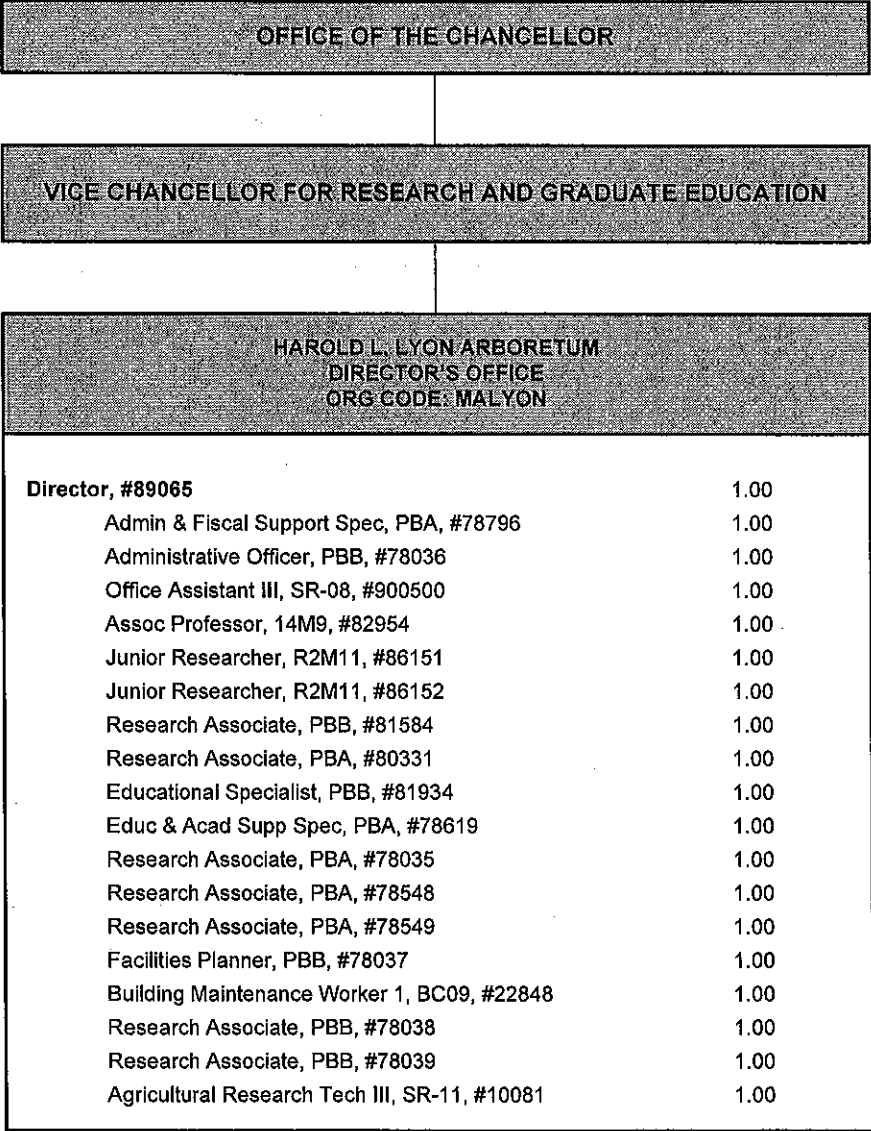 OFFICE OF THE CHANCELLOR
VICE CHANCELLOR FOR RESEARCH AND GRADUATE EDUCATION
HAROLD L. LYON ARBORETUM
DIRECTOR'S OFFICE
ORG CODE: MALYON
Director, #89065 1.00
Admin & Fiscal Support Spec, PBA, #78796 1.00
Administrative Officer, PBB, #78036 1.00
Office Assistant III, SR-08, #900500 1.00
Assoc Professor, 14M9, #82954 1.00
Junior Researcher, R2M11, #86151 1.00
Junior Researcher, R2M11, #86152 1.00
Research Associate, PBB, #81584 1.00
Research Associate, PBA, #80331 1.00
Educational Specialist, PBB, #81934 1.00
Educ & Acad Supp Spec, PBA, #78619 1.00
Research Associate, PBA, #78035 1.00
Research Associate, PBA, #78548 1.00
Research Associate, PBA, #78549 1.00
Facilities Planner, PBB, #78037 1.00
Building Maintenance Worker 1, BC09, #22848 1.00
Research Associate, PBB, #78038 1.00
Research Associate, PBB, #78039 1.00
Agricultural Research Tech III, SR-11, #10081 1.00